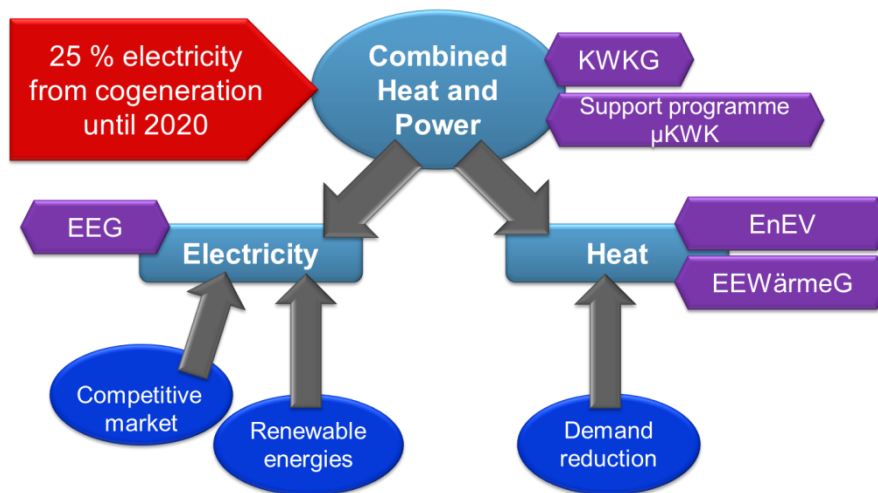 25 % electricity
from cogeneration
until 2020
Combined
Heat and
Power
KWKG
Support programme
µKWK
EEG
Electricity
Heat
EnEV
EEWärmeG
Competitive
market
Renewable
energies
Demand
reduction